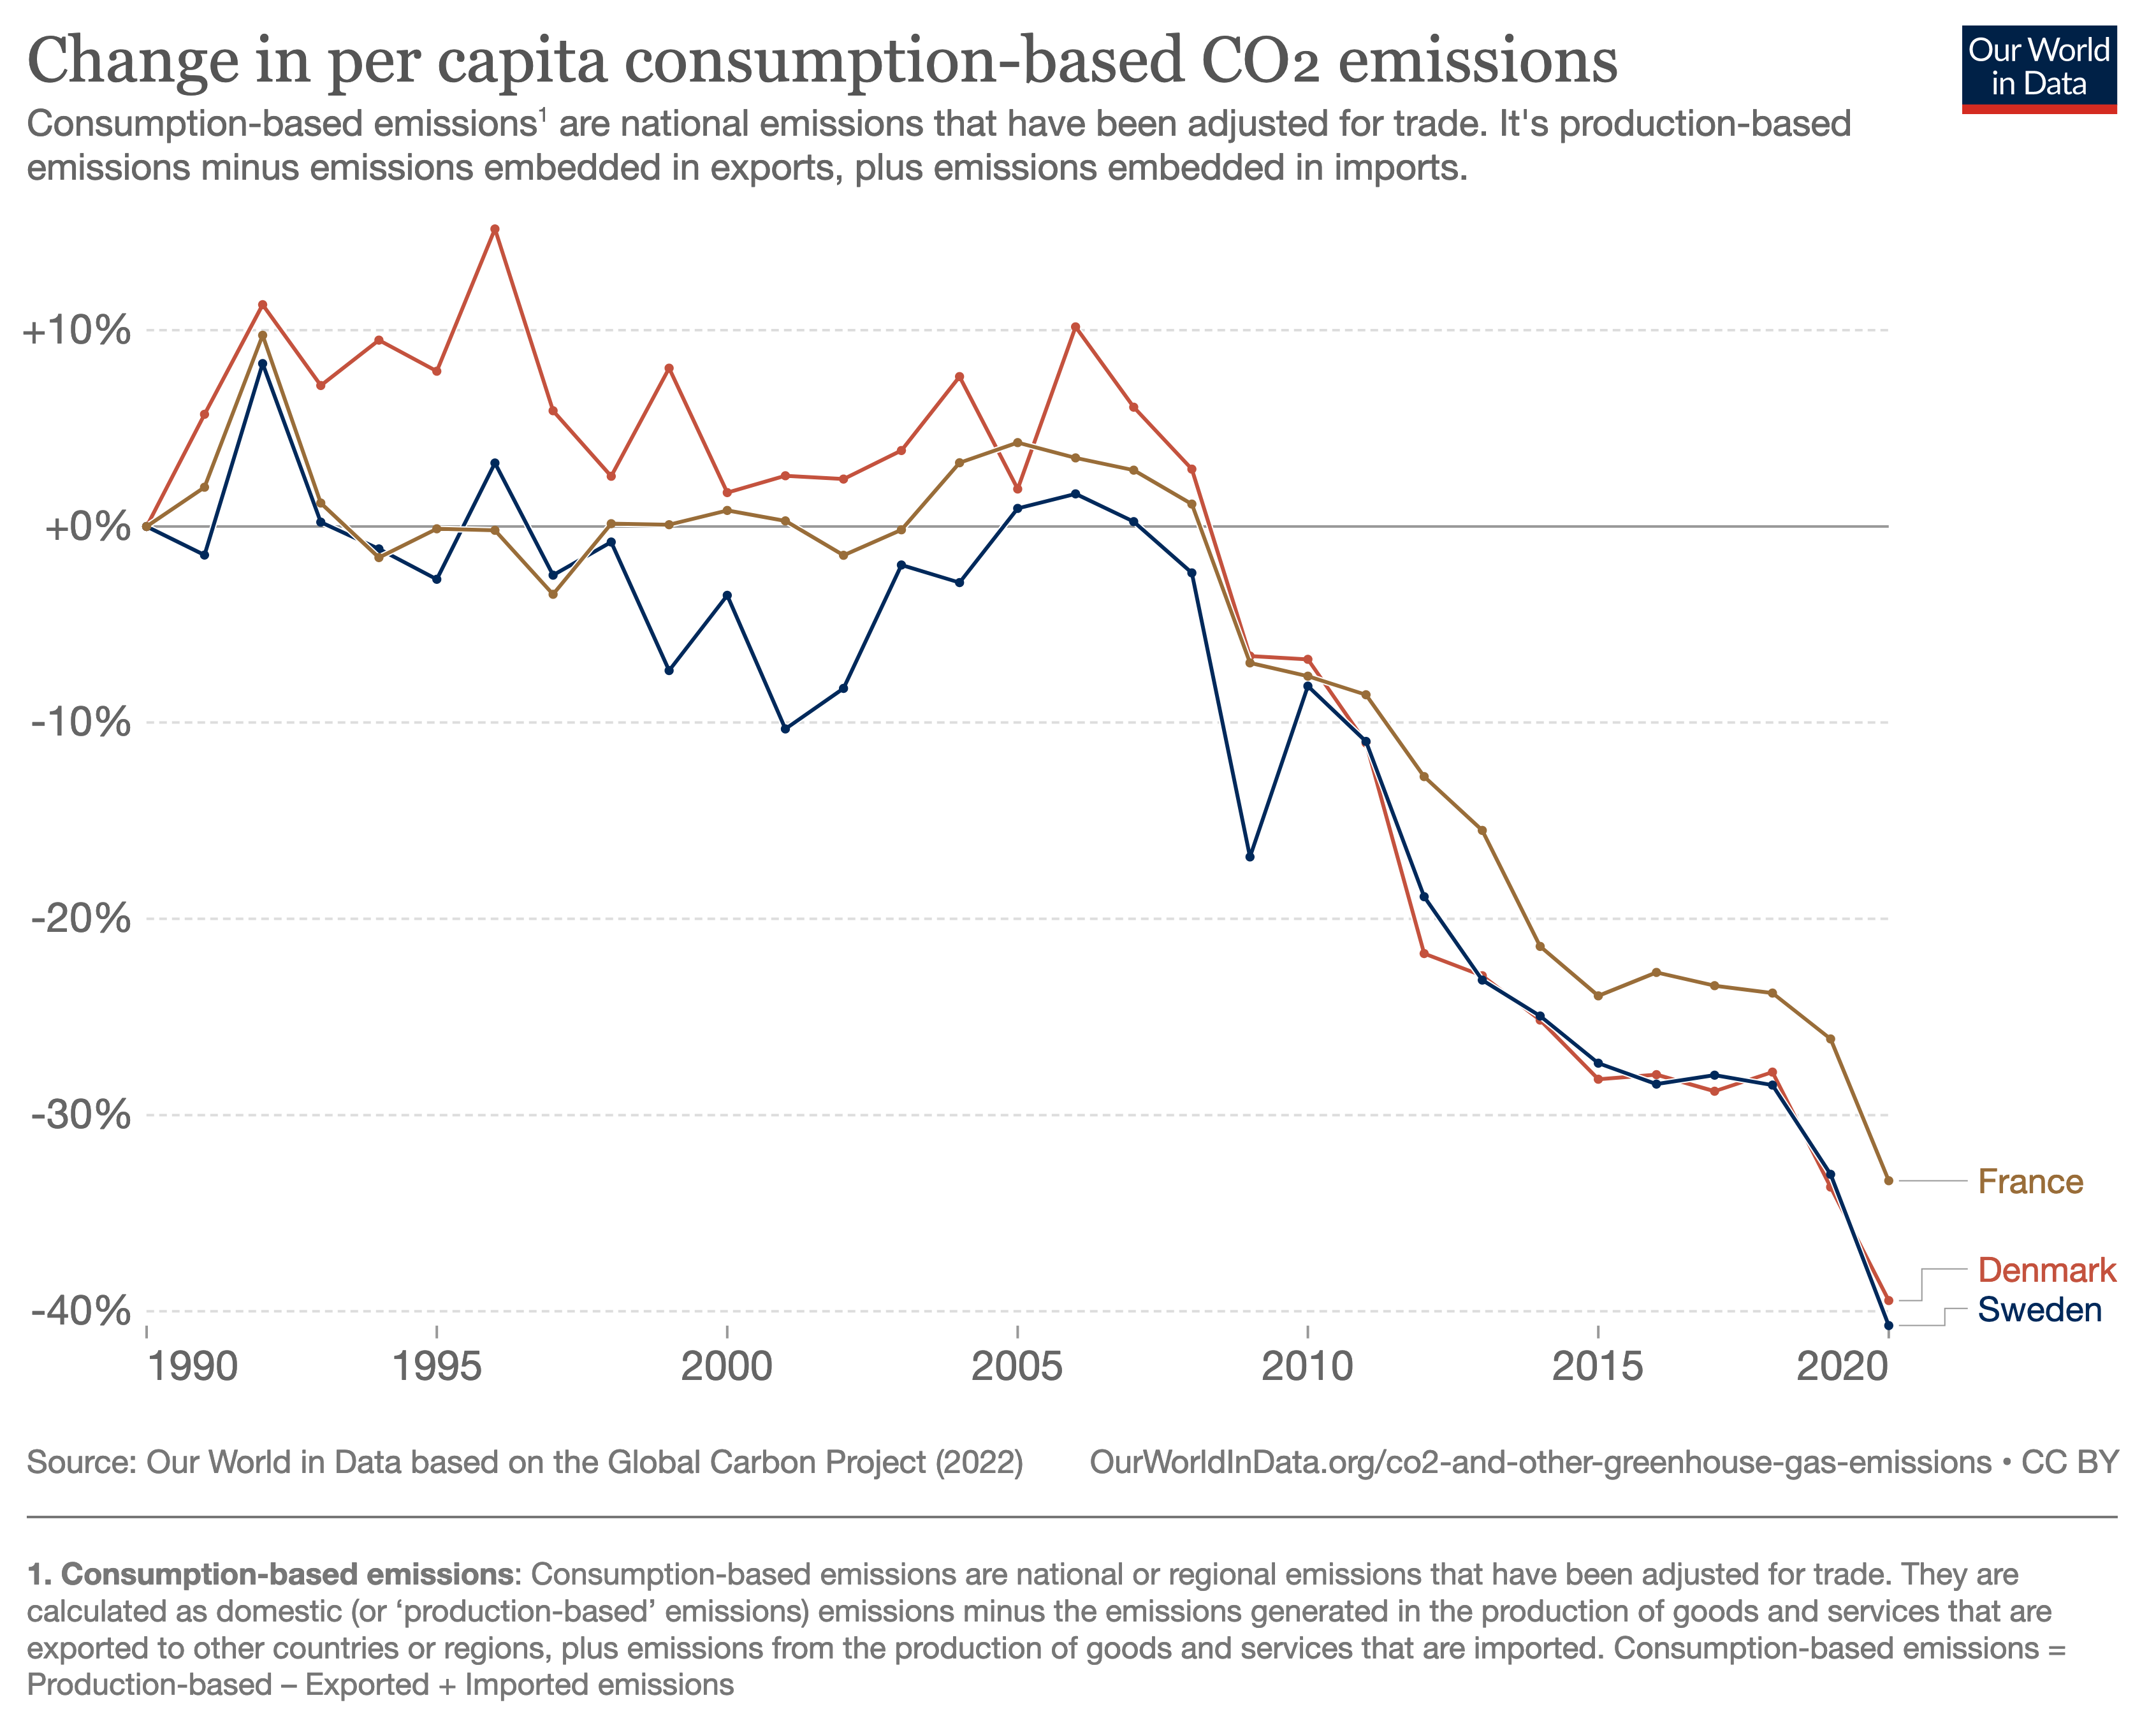 Change in per capita consumption-based CO2 emissions
Our World
in Data
Consumption-based emissions¹ are national emissions that have been adjusted for trade. It's production-based
emissions minus emissions embedded in exports, plus emissions embedded in imports.
+10%
+0%
-10%
-20%
-30%
-40%
France
Denmark
Sweden
1990 1995 2000 2005 2010 2015 2020
Source: Our World in Data based on the Global Carbon Project (2022) OurWorldInData.org/co2-and-other-greenhouse-gas-emissions • CC BY
1. Consumption-based emissions: Consumption-based emissions are national or regional emissions that have been adjusted for trade. They are
calculated as domestic (or ‘production-based’ emissions) emissions minus the emissions generated in the production of goods and services that are
exported to other countries or regions, plus emissions from the production of goods and services that are imported. Consumption-based emissions =
Production-based – Exported + Imported emissions